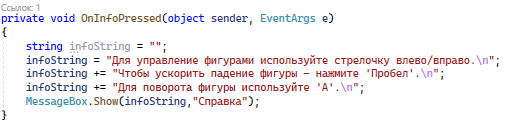 Ссылок: 1
private void OnInfoPressed(object sender, EventArgs e)
{
string infoString = "";
infoString = "Для управление фигурами используйте стрелочку влево/вправо.\n";
infoString += "Чтобы ускорить падение фигуры - нажмите 'Пробел'.\n";
infoString += "Для поворота фигуры используйте 'A'.\n";
MessageBox.Show(infoString,"Справка");
}